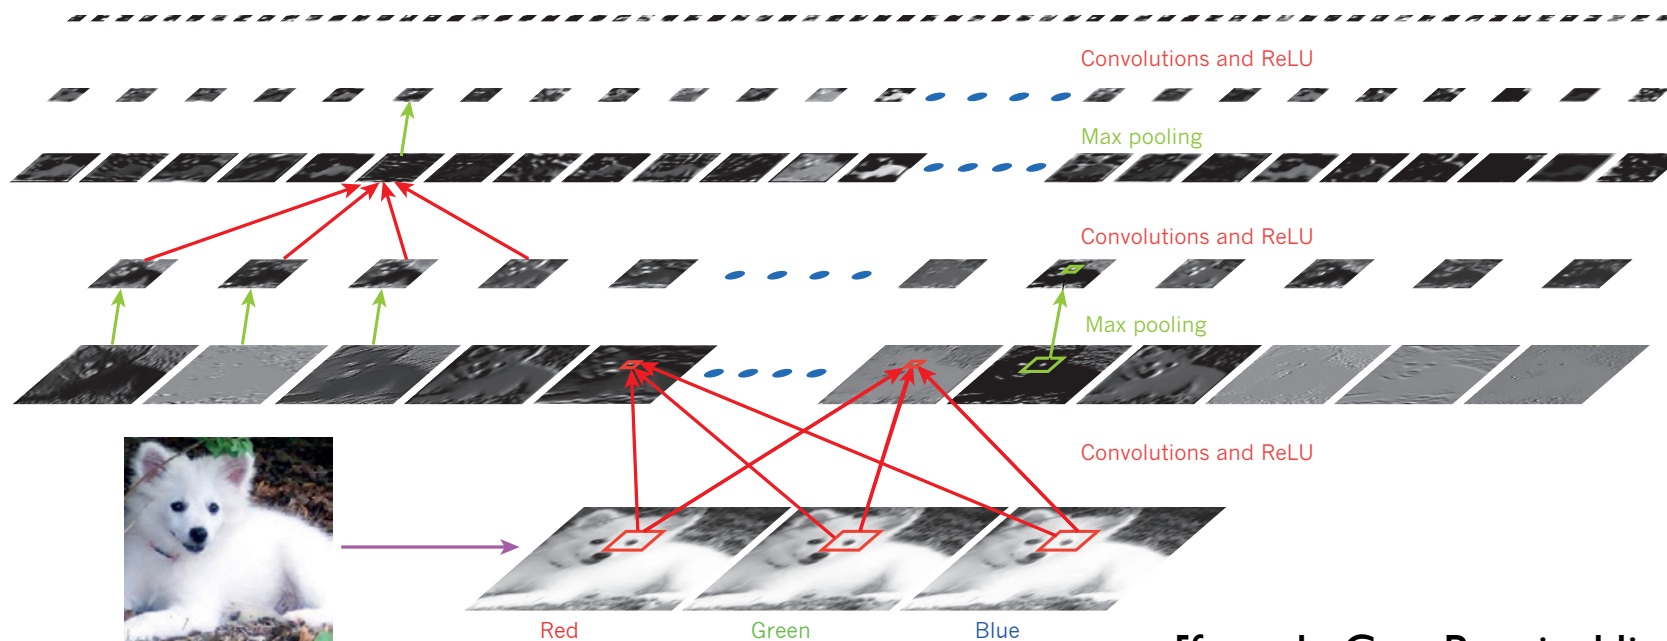 Convolutions and ReLU
Max pooling
Convolutions and ReLU
Max pooling
Convolutions and ReLU
Red
Green
Blue